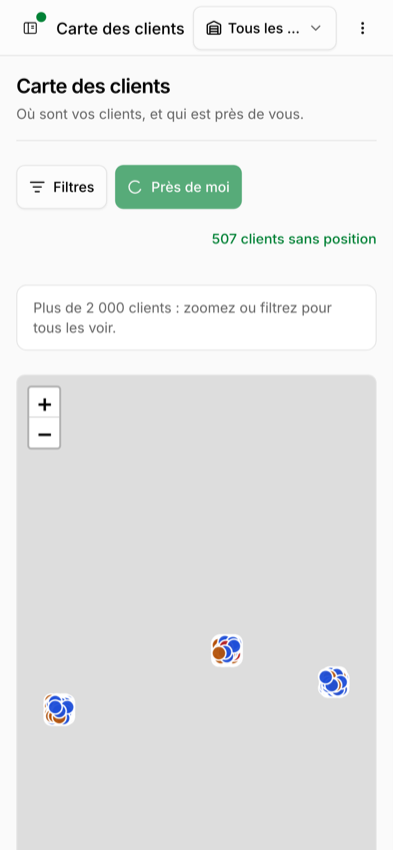 Carte des clients
Tous les ...
Carte des clients
Où sont vos clients, et qui est près de vous.
Filtres
Près de moi
507 clients sans position
Plus de 2 000 clients : zoomez ou filtrez pour
tous les voir.
+
−